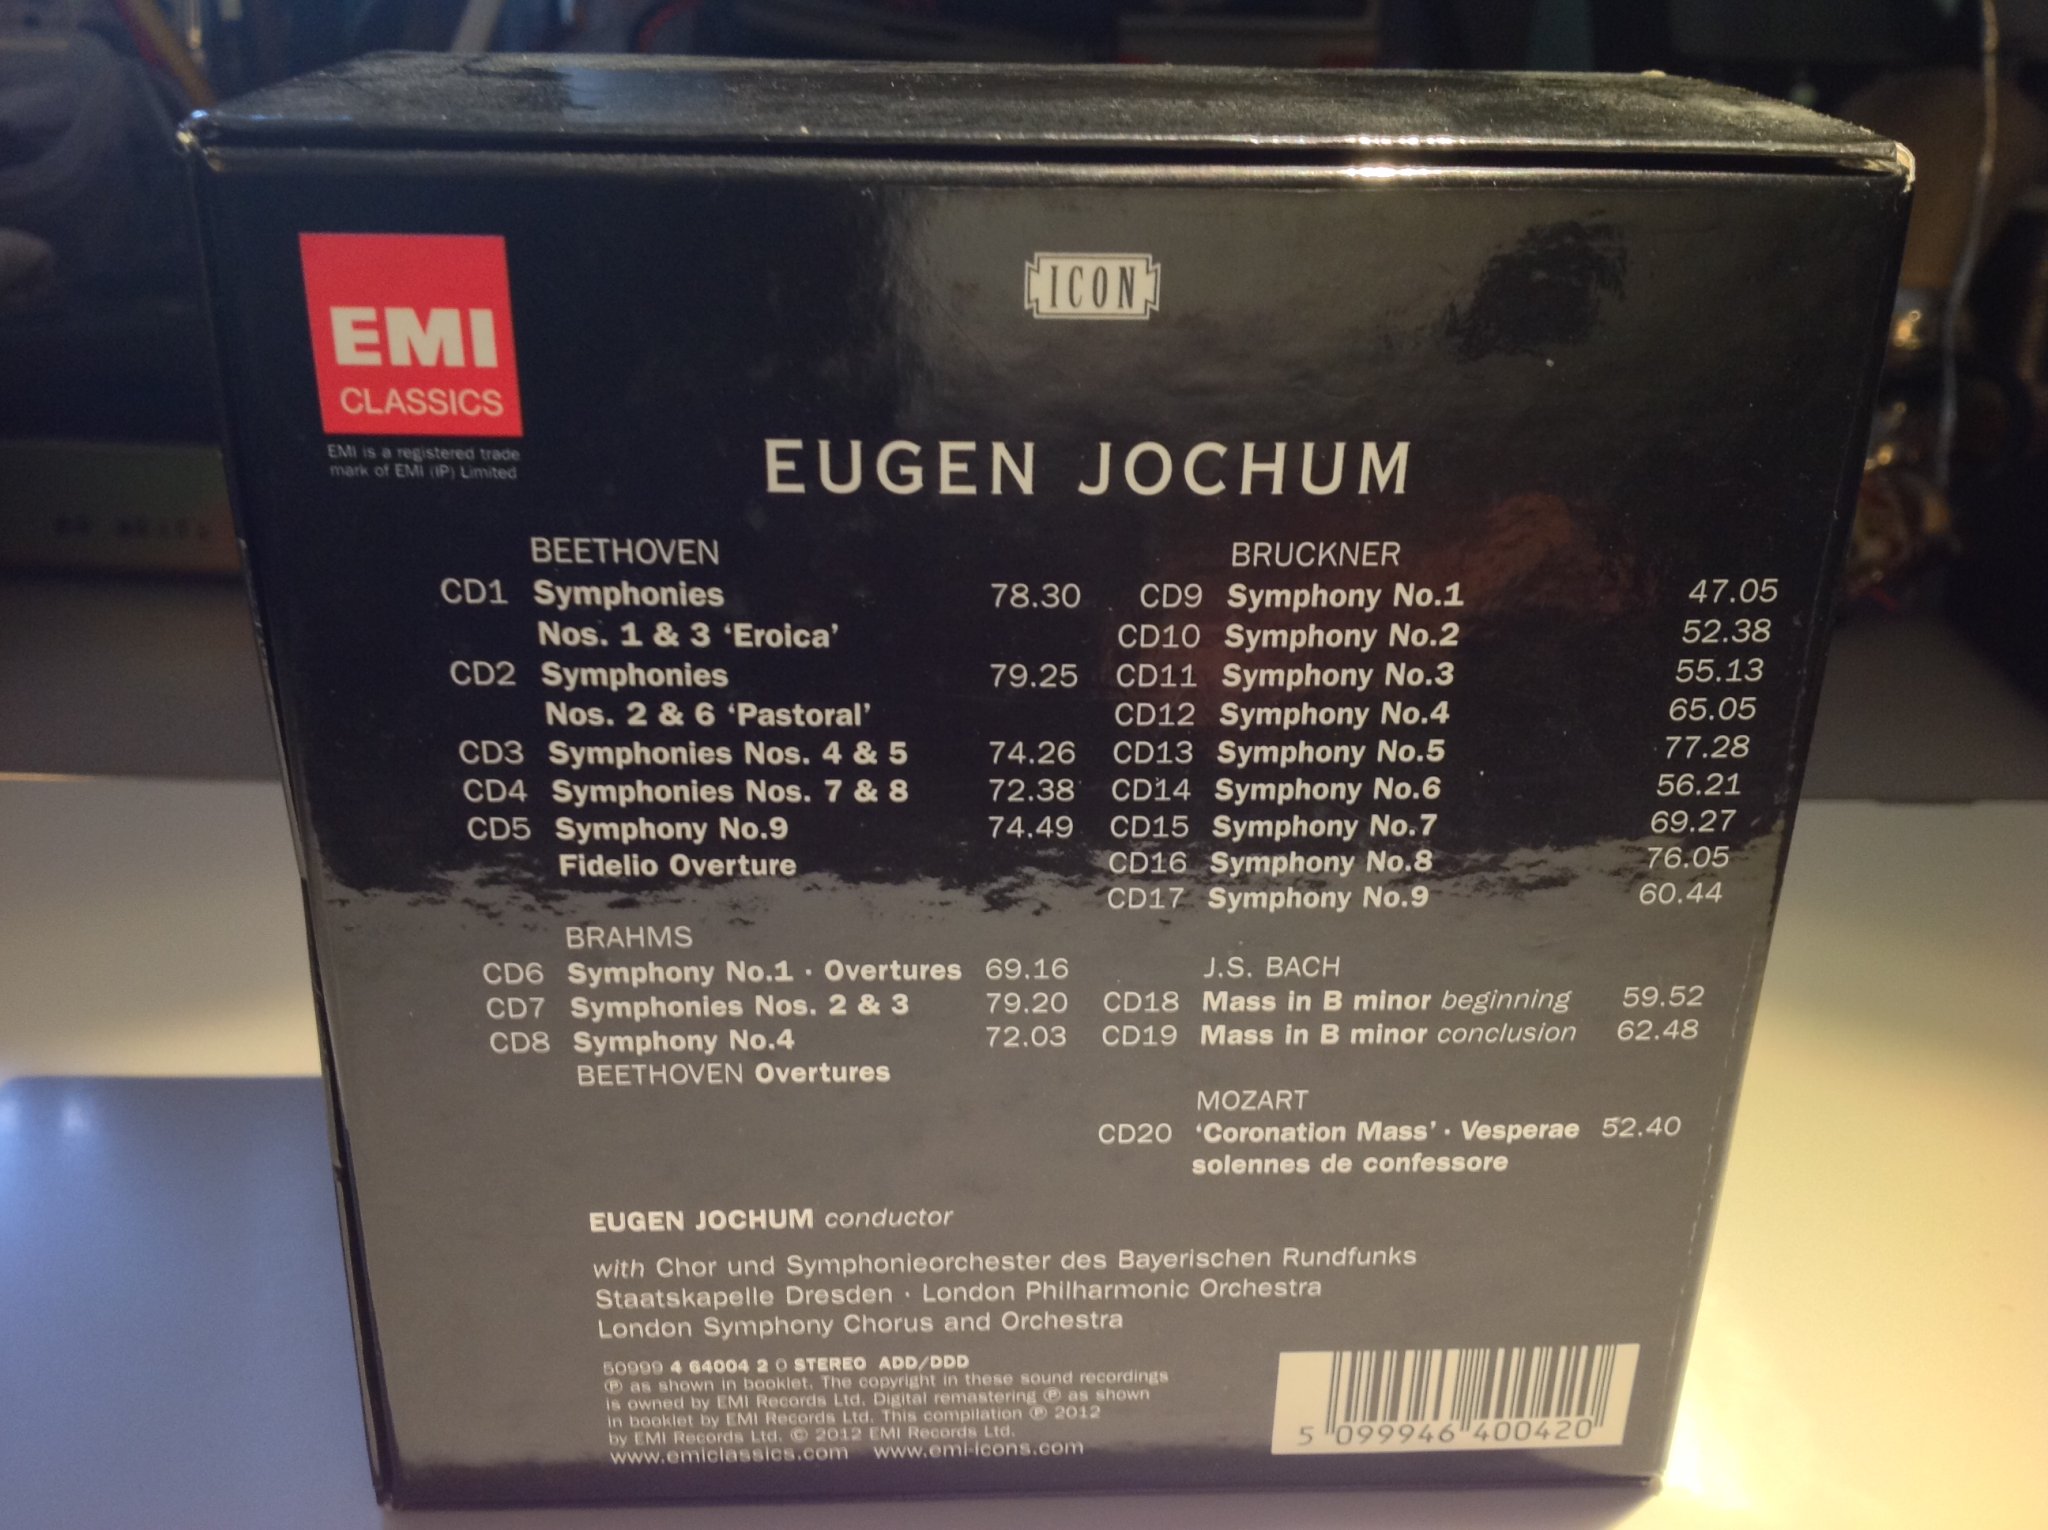 EMI
CLASSICS
EMI is a registered trade
mark of EMI (IP) Limited
ICON
EUGEN JOCHUM
BEETHOVEN
CD1 Symphonies 78.30
Nos. 1 & 3 ‘Eroica’
CD2 Symphonies 79.25
Nos. 2 & 6 ‘Pastoral’
CD3 Symphonies Nos. 4 & 5 74.26
CD4 Symphonies Nos. 7 & 8 72.38
CD5 Symphony No.9 74.49
Fidelio Overture
BRAHMS
CD6 Symphony No.1 · Overtures 69.16
CD7 Symphonies Nos. 2 & 3 79.20
CD8 Symphony No.4 72.03
BEETHOVEN Overtures
BRUCKNER
CD9 Symphony No.1 47.05
CD10 Symphony No.2 52.38
CD11 Symphony No.3 55.13
CD12 Symphony No.4 65.05
CD13 Symphony No.5 77.28
CD14 Symphony No.6 56.21
CD15 Symphony No.7 69.27
CD16 Symphony No.8 76.05
CD17 Symphony No.9 60.44
J.S. BACH
CD18 Mass in B minor beginning 59.52
CD19 Mass in B minor conclusion 62.48
MOZART
CD20 ‘Coronation Mass’ · Vesperae 52.40
solennes de confessore
EUGEN JOCHUM conductor
with Chor und Symphonieorchester des Bayerischen Rundfunks
Staatskapelle Dresden · London Philharmonic Orchestra
London Symphony Chorus and Orchestra
50999 4 64004 2 0 STEREO ADD/DDD
℗ as shown in booklet. The copyright in these sound recordings
is owned by EMI Records Ltd. Digital remastering ℗ as shown
in booklet by EMI Records Ltd. This compilation ℗ 2012
by EMI Records Ltd. © 2012 EMI Records Ltd.
www.emiclassics.com www.emi-icons.com
5 099946 400420